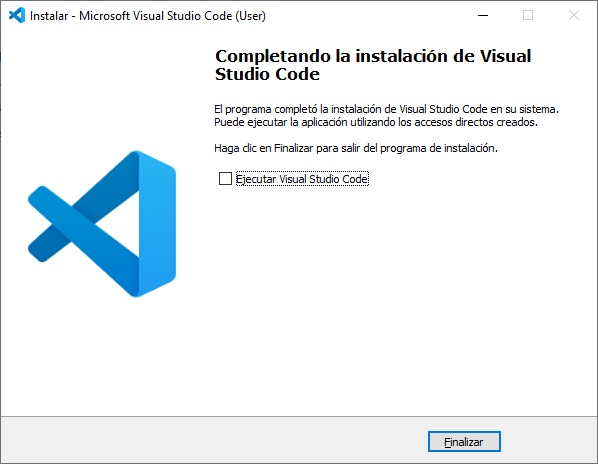 Instalar - Microsoft Visual Studio Code (User)
Completando la instalación de Visual
Studio Code
El programa completó la instalación de Visual Studio Code en su sistema.
Puede ejecutar la aplicación utilizando los accesos directos creados.
Haga clic en Finalizar para salir del programa de instalación.
Ejecutar Visual Studio Code
Finalizar